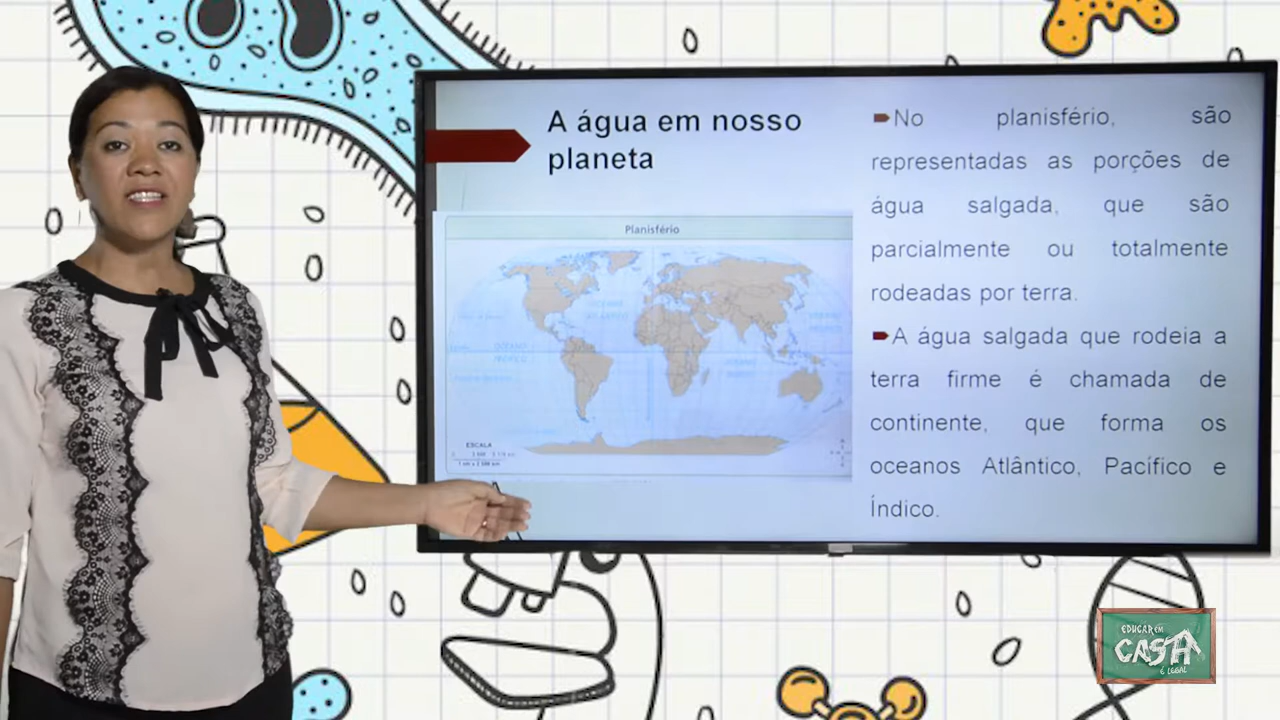 A água em nosso
planeta
Planisfério
ESCALA
No planisfério, são
representadas as porções de
água salgada, que são
parcialmente ou totalmente
rodeadas por terra.
A água salgada que rodeia a
terra firme é chamada de
continente, que forma os
oceanos Atlântico, Pacífico e
Índico.
EDUCAR EM
CASA
É LEGAL